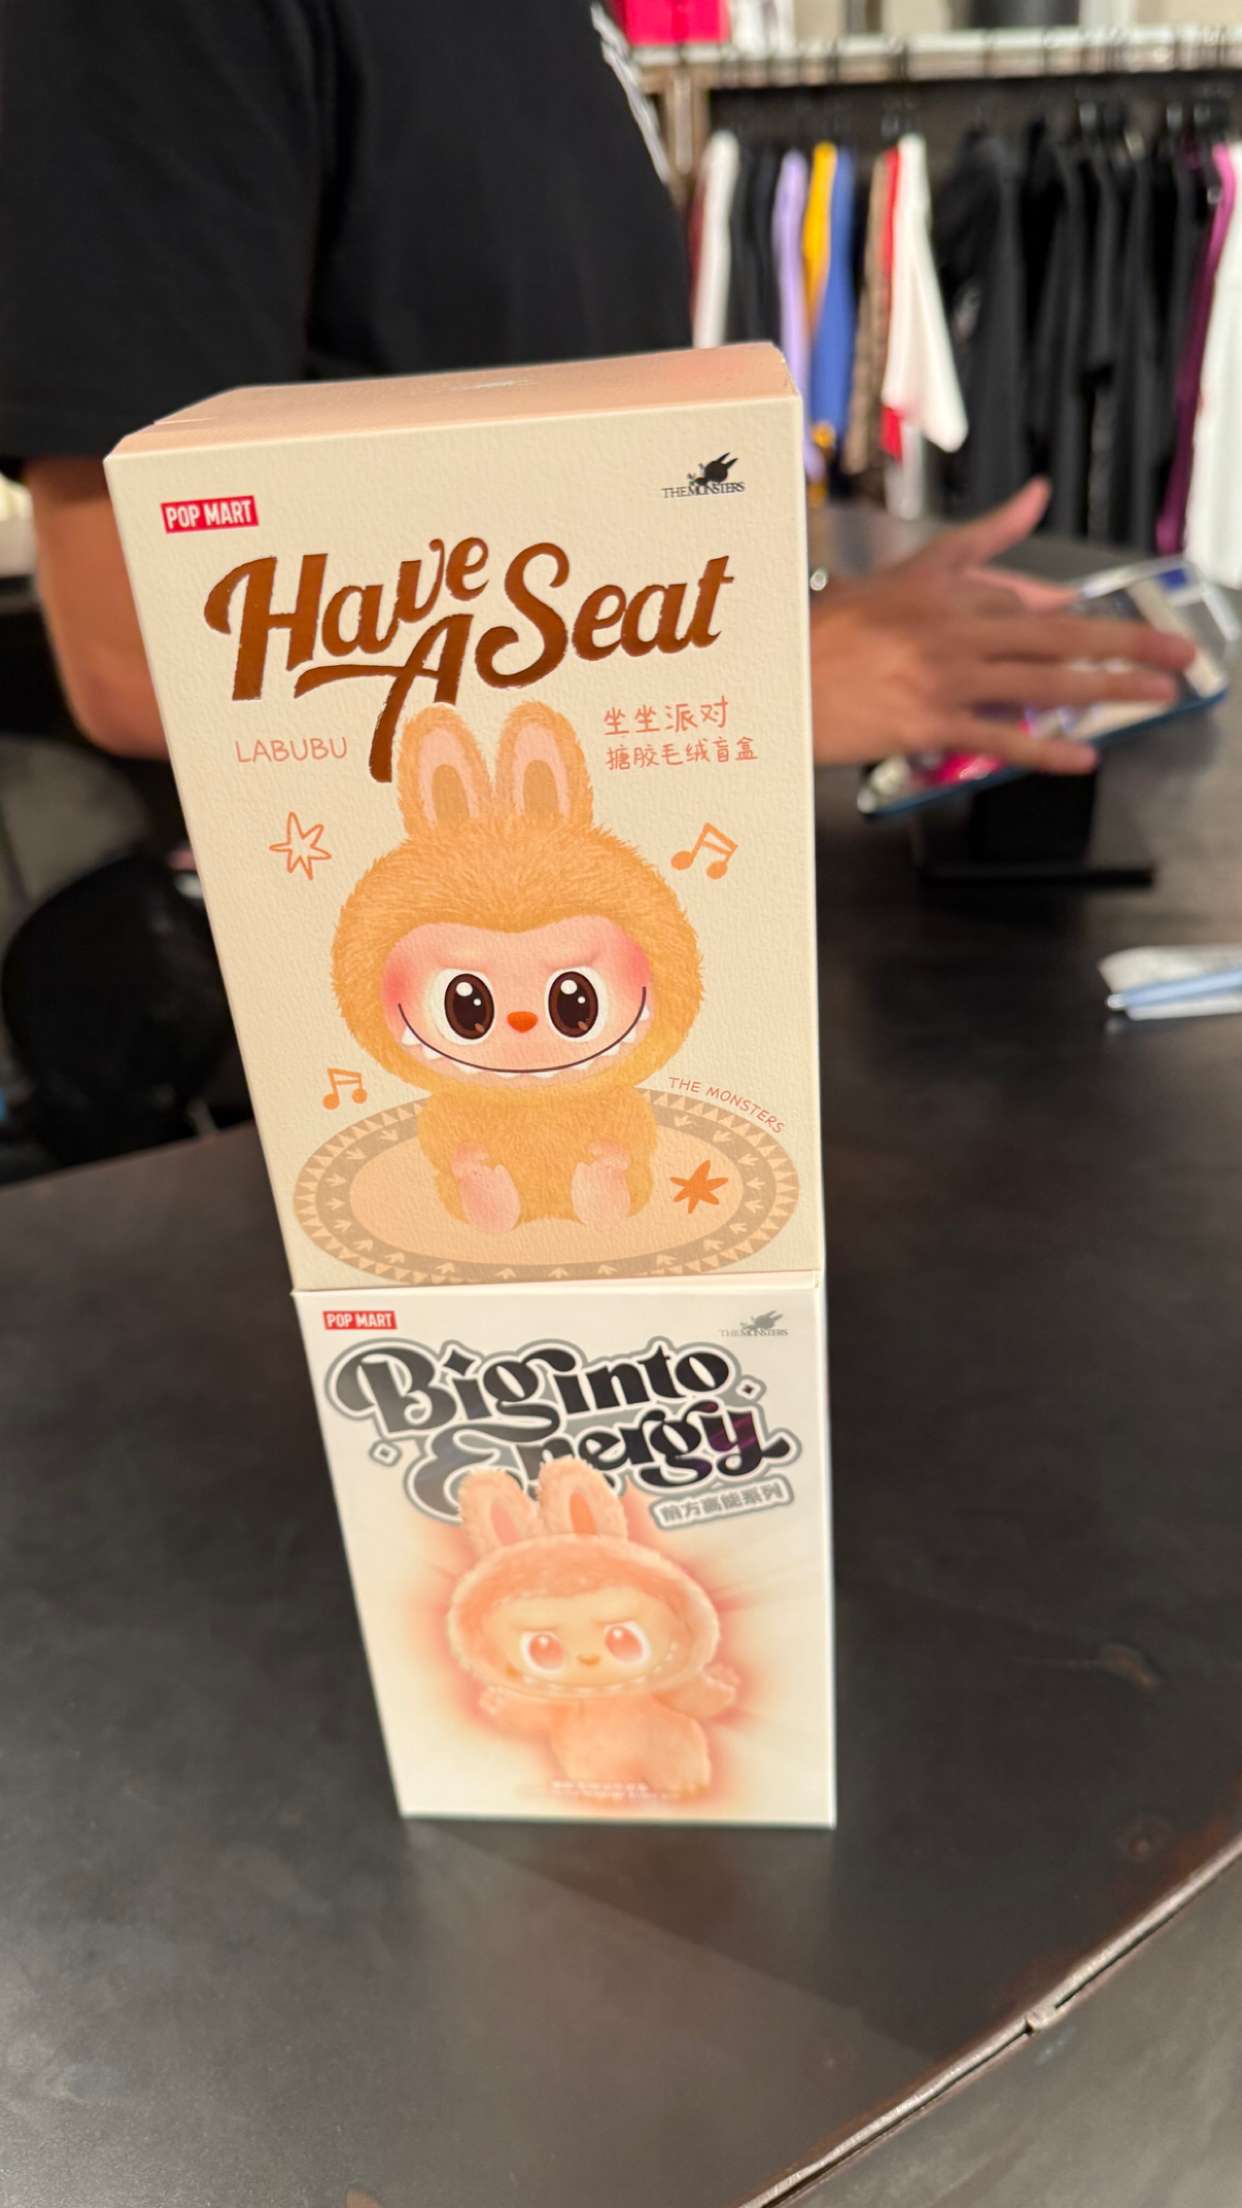 POP MART
THE MONSTERS
Have
A Seat
LABUBU
坐坐派对
搪胶毛绒盲盒
THE MONSTERS
POP MART
THE MONSTERS
Big into
Energy
前方高能系列